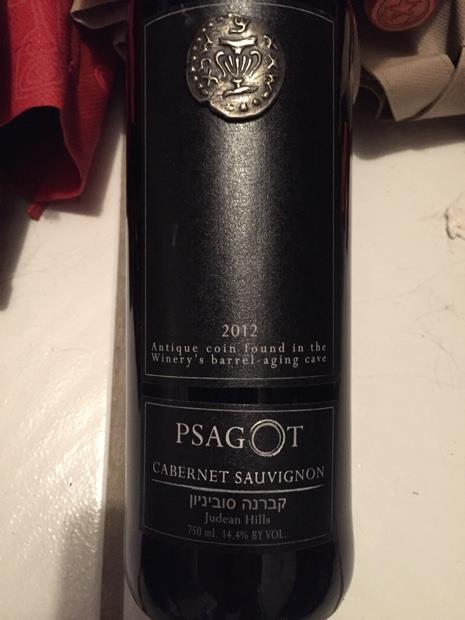 2012
Antique coin found in the
Winery's barrel-aging cave
PSAGOT
CABERNET SAUVIGNON
קברנה סוביניון
Judean Hills
750 ml. 14.4% BY VOL.